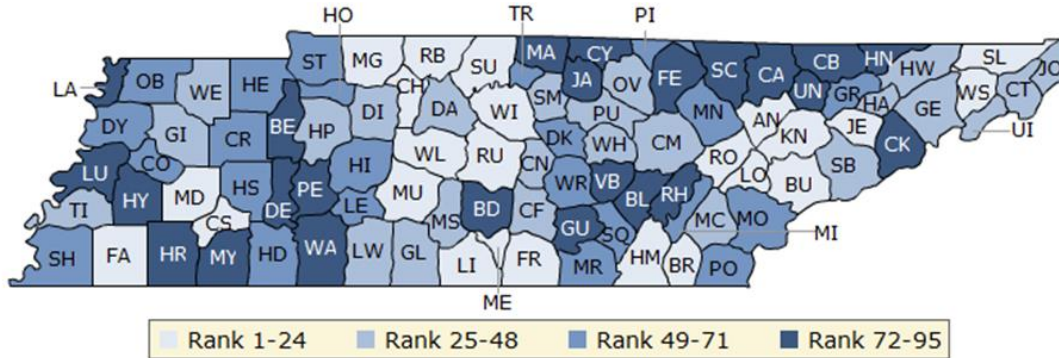 HO TR PI
ST MG RB SU MA CY FE SC CA CB HN HW SL JO
LA OB WE HE CH JA OV UN GR HA WS CT
DY GI CR BE HP DI DA WI SM PU MN AN KN JE GE UI
CO HI WL RU DK WH CM RO LO SB CK
LU HY MD HS DE PE LE MU CN WR VB BL RH BU
TI CS MS BD CF SQ MC MO MI
SH FA HR MY HD WA LW GL LI FR GU MR HM BR PO
ME
Rank 1-24 Rank 25-48 Rank 49-71 Rank 72-95